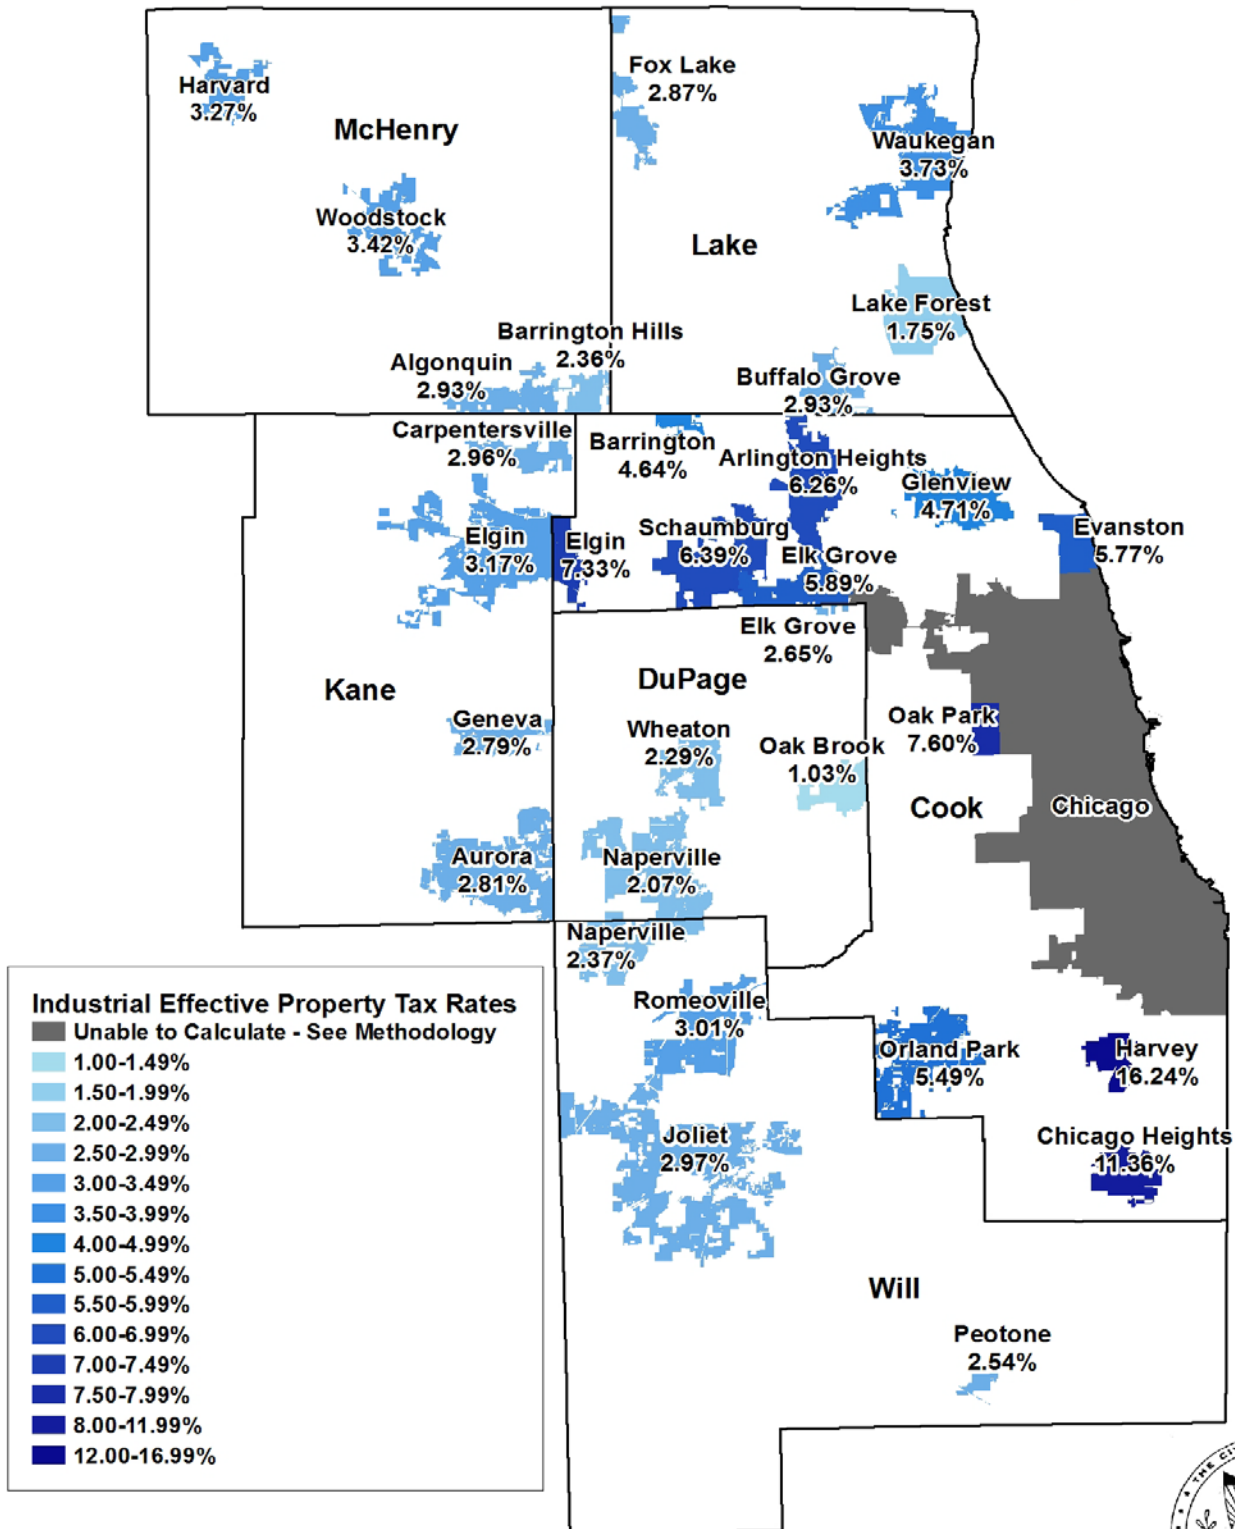 Harvard
3.27%
McHenry
Woodstock
3.42%
Fox Lake
2.87%
Waukegan
3.73%
Lake
Lake Forest
1.75%
Barrington Hills
2.36%
Algonquin
2.93%
Buffalo Grove
2.93%
Carpentersville
2.96%
Barrington
4.64%
Arlington Heights
6.26%
Glenview
4.71%
Evanston
5.77%
Elgin
3.17%
Elgin
7.33%
Schaumburg
6.39%
Elk Grove
5.89%
Elk Grove
2.65%
Kane
DuPage
Geneva
2.79%
Wheaton
2.29%
Oak Brook
1.03%
Oak Park
7.60%
Cook
Chicago
Aurora
2.81%
Naperville
2.07%
Naperville
2.37%
Romeoville
3.01%
Orland Park
5.49%
Harvey
16.24%
Joliet
2.97%
Chicago Heights
11.36%
Will
Peotone
2.54%
Industrial Effective Property Tax Rates
Unable to Calculate - See Methodology
1.00-1.49%
1.50-1.99%
2.00-2.49%
2.50-2.99%
3.00-3.49%
3.50-3.99%
4.00-4.99%
5.00-5.49%
5.50-5.99%
6.00-6.99%
7.00-7.49%
7.50-7.99%
8.00-11.99%
12.00-16.99%
THE